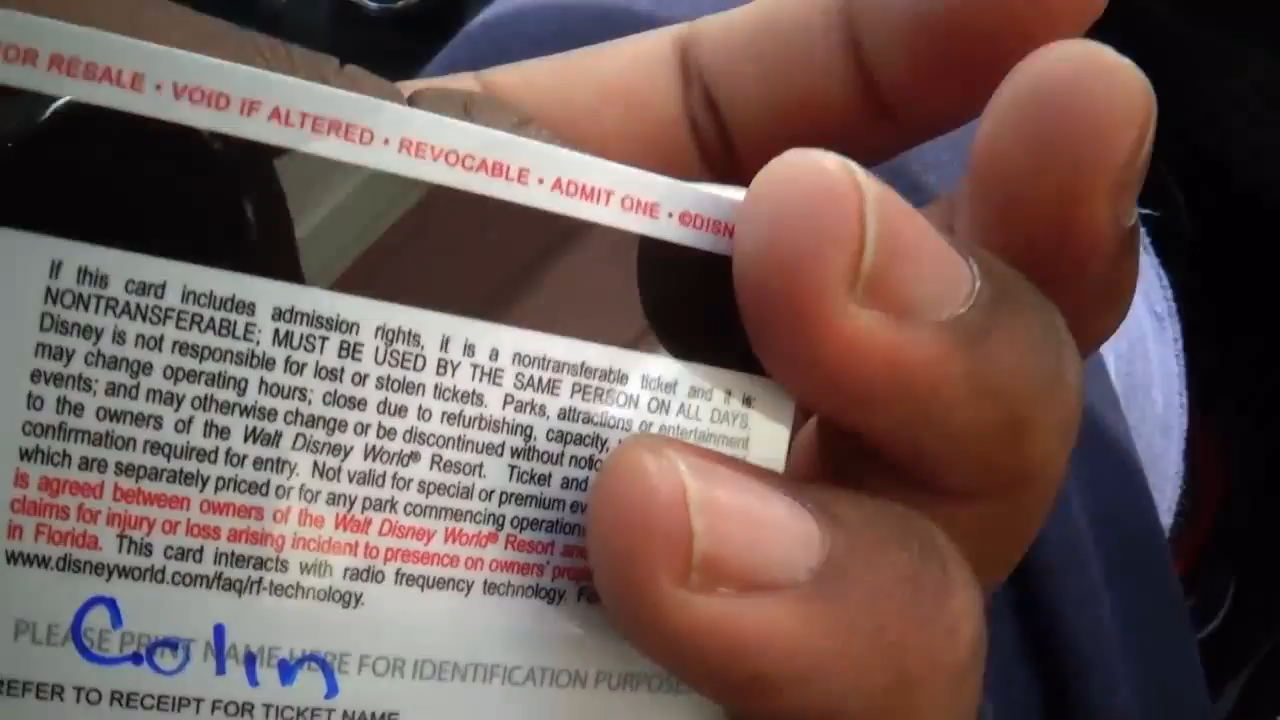 OR RESALE • VOID IF ALTERED • REVOCABLE • ADMIT ONE • ©DISN
If this card includes admission rights, it is a nontransferable ticket and it is:
NONTRANSFERABLE; MUST BE USED BY THE SAME PERSON ON ALL DAYS.
Disney is not responsible for lost or stolen tickets. Parks, attractions or entertainment
may change operating hours; close due to refurbishing, capacity,
events; and may otherwise change or be discontinued without notic
to the owners of the Walt Disney World® Resort. Ticket and
confirmation required for entry. Not valid for special or premium ev
which are separately priced or for any park commencing operation
is agreed between owners of the Walt Disney World® Resort and
claims for injury or loss arising incident to presence on owners' prop
in Florida. This card interacts with radio frequency technology. Fo
www.disneyworld.com/faq/rf-technology.
Colin
PLEASE PRINT NAME HERE FOR IDENTIFICATION PURPOSE
REFER TO RECEIPT FOR TICKET NAME